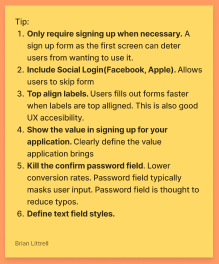 Tip:
1. Only require signing up when necessary. A
sign up form as the first screen can deter
users from wanting to use it.
2. Include Social Login(Facebook, Apple). Allows
users to skip form
3. Top align labels. Users fill out forms faster
when labels are top alligned. This is also good
UX accesibility.
4. Show the value in signing up for your
application. Clearly define the value
application brings
5. Kill the confirm password field. Lower
conversion rates. Password field typically
masks user input. Password field is thought to
reduce typos.
6. Define text field styles.
Brian Littrell